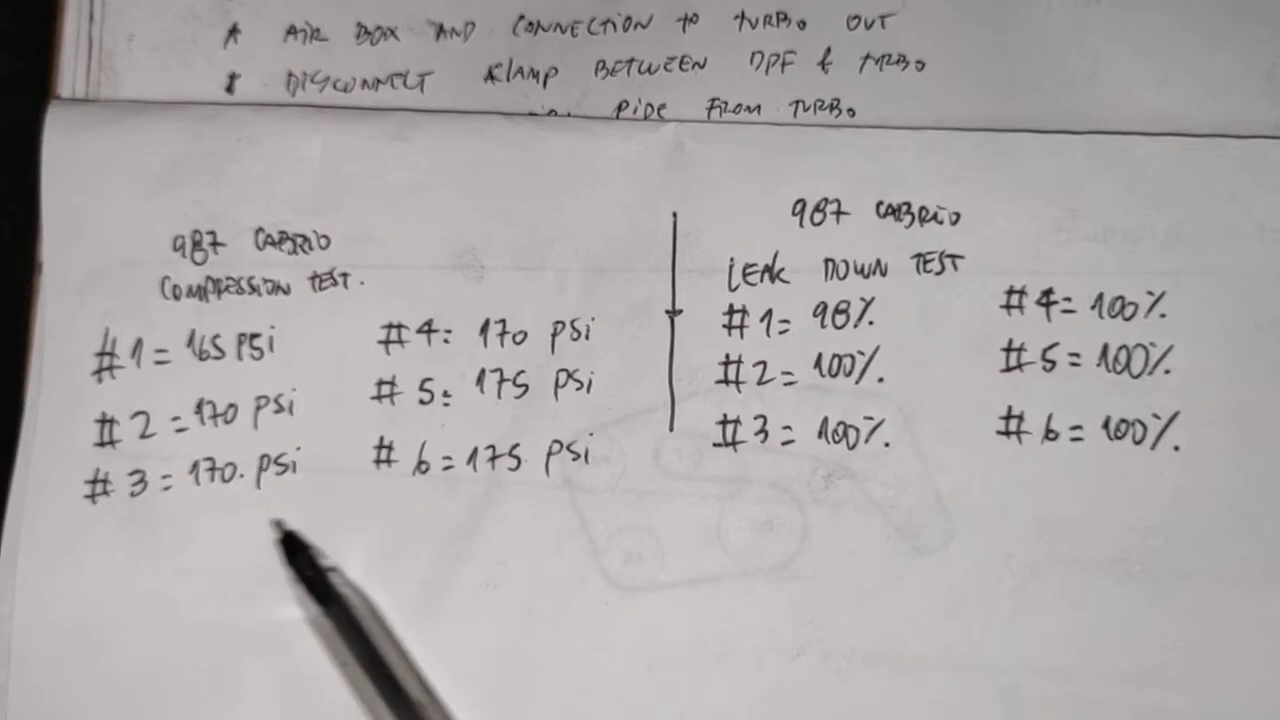 * AIR BOX AND CONNECTION to TURBO OUT
* DISCONNECT KLAMP BETWEEN DPF & TURBO
PIPE FROM TURBO
987 CABRIO
COMPRESSION TEST.
#1 = 165 PSi
#2 = 170 PSi
#3 = 170. PSi
#4: 170 PSi
#5: 175 PSi
#6 = 175 PSi
987 CABRIO
LEAK DOWN TEST
#1 = 98%.
#2 = 100%.
#3 = 100%.
#4 = 100%.
#5 = 100%.
#6 = 100%.